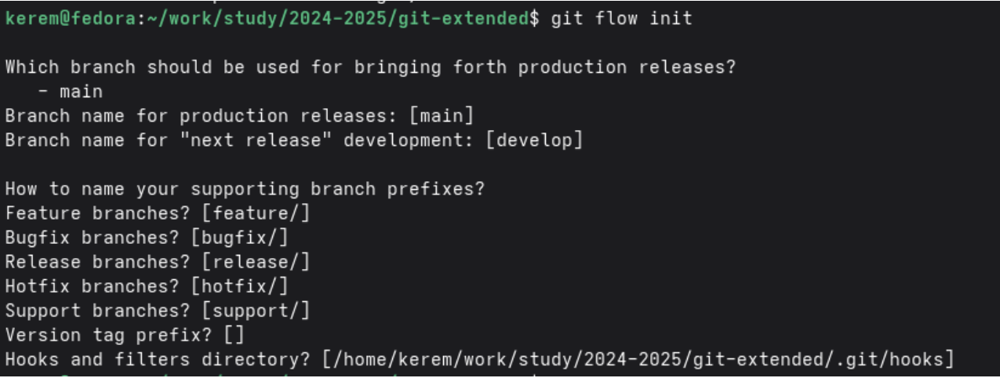 kerem@fedora:~/work/study/2024-2025/git-extended$ git flow init
Which branch should be used for bringing forth production releases?
- main
Branch name for production releases: [main]
Branch name for "next release" development: [develop]
How to name your supporting branch prefixes?
Feature branches? [feature/]
Bugfix branches? [bugfix/]
Release branches? [release/]
Hotfix branches? [hotfix/]
Support branches? [support/]
Version tag prefix? []
Hooks and filters directory? [/home/kerem/work/study/2024-2025/git-extended/.git/hooks]